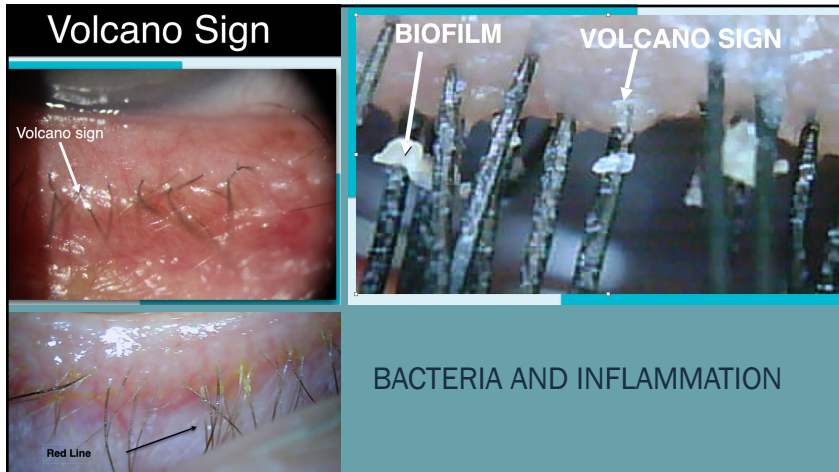 Volcano Sign
Volcano sign
BIOFILM
VOLCANO SIGN
Red Line
BACTERIA AND INFLAMMATION